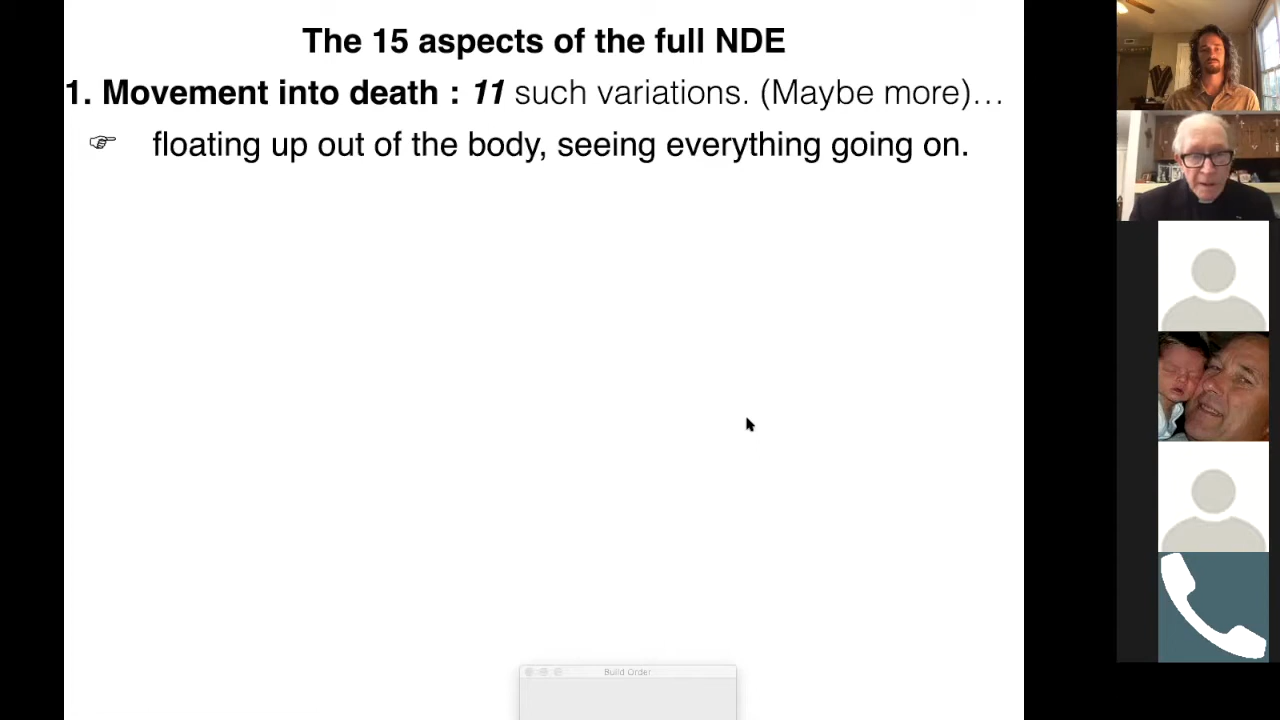 The 15 aspects of the full NDE
1. Movement into death : 11 such variations. (Maybe more)…
☞ floating up out of the body, seeing everything going on.
Build Order